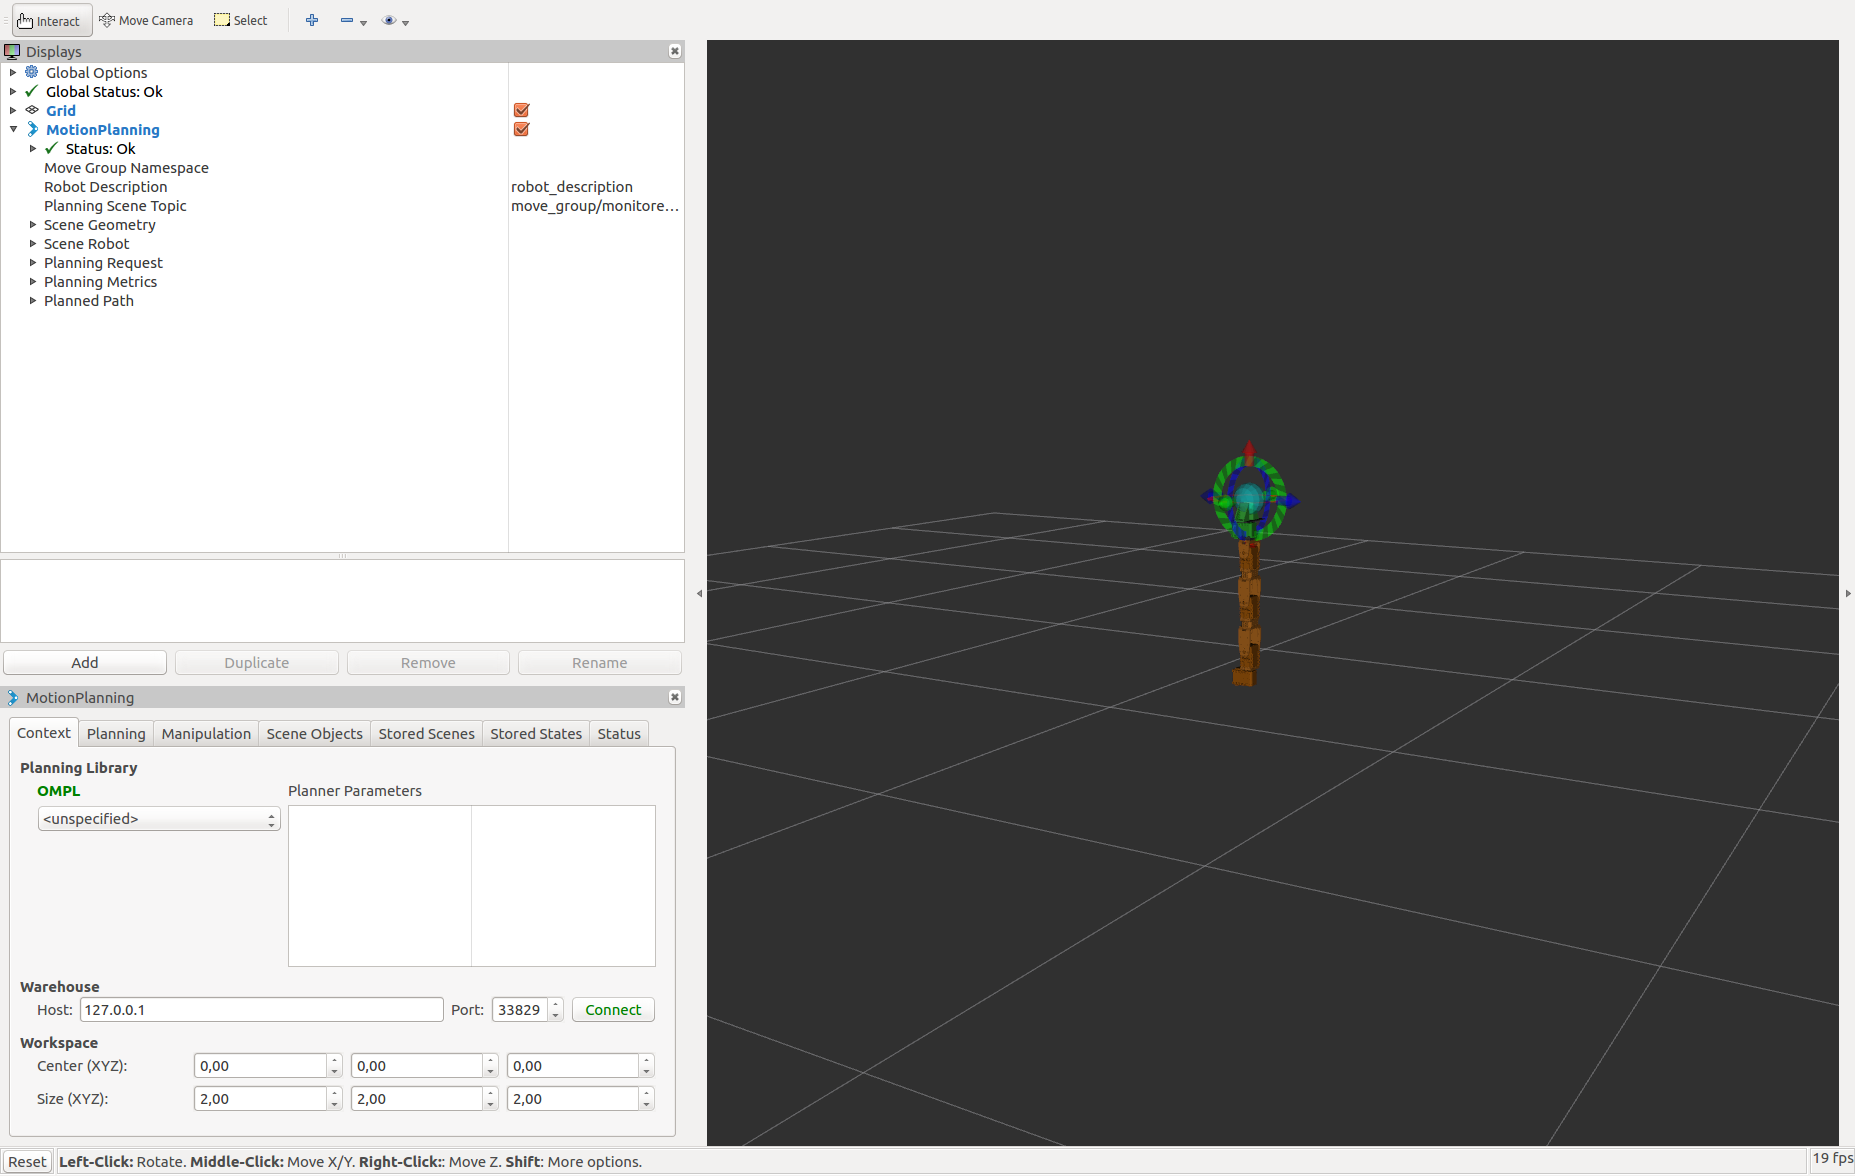 Interact Move Camera Select
Displays
Global Options
Global Status: Ok
Grid
MotionPlanning
Status: Ok
Move Group Namespace
Robot Description robot_description
Planning Scene Topic move_group/monitore...
Scene Geometry
Scene Robot
Planning Request
Planning Metrics
Planned Path
Add Duplicate Remove Rename
MotionPlanning
Context Planning Manipulation Scene Objects Stored Scenes Stored States Status
Planning Library
OMPL Planner Parameters
<unspecified>
Warehouse
Host: 127.0.0.1 Port: 33829 Connect
Workspace
Center (XYZ): 0,00 0,00 0,00
Size (XYZ): 2,00 2,00 2,00
Reset Left-Click: Rotate. Middle-Click: Move X/Y. Right-Click:: Move Z. Shift: More options. 19 fps